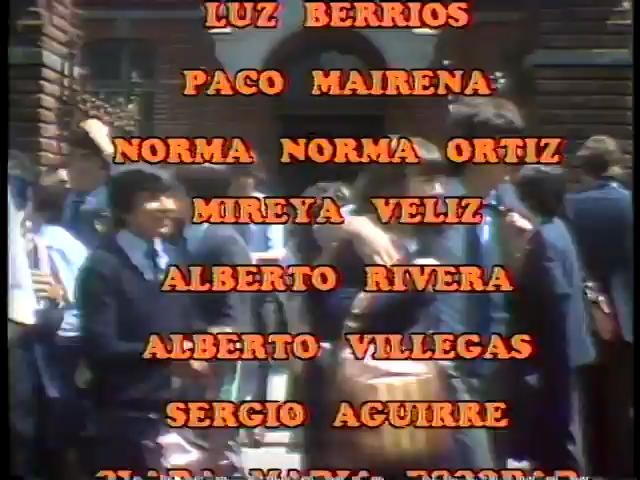 LUZ BERRIOS
PACO MAIRENA
NORMA NORMA ORTIZ
MIREYA VELIZ
ALBERTO RIVERA
ALBERTO VILLEGAS
SERGIO AGUIRRE